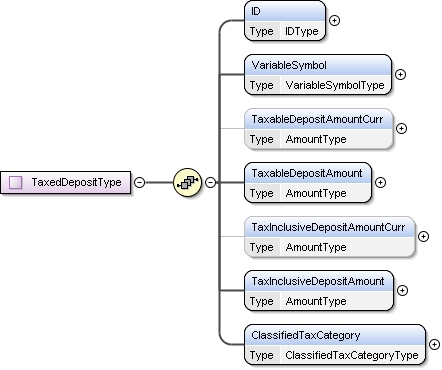 ID
Type IDType
VariableSymbol
Type VariableSymbolType
TaxableDepositAmountCurr
Type AmountType
TaxedDepositType
TaxableDepositAmount
Type AmountType
TaxInclusiveDepositAmountCurr
Type AmountType
TaxInclusiveDepositAmount
Type AmountType
ClassifiedTaxCategory
Type ClassifiedTaxCategoryType